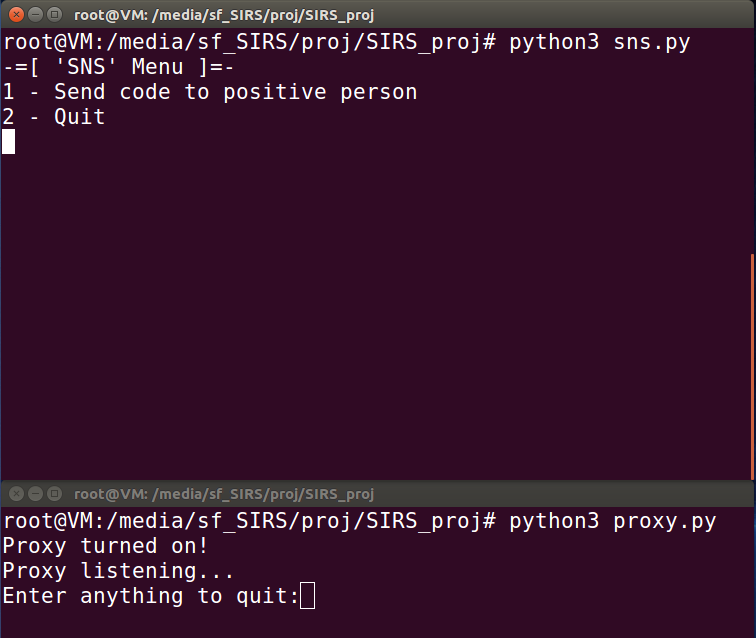 root@VM: /media/sf_SIRS/proj/SIRS_proj
root@VM:/media/sf_SIRS/proj/SIRS_proj# python3 sns.py
-=[ 'SNS' Menu ]=-
1 - Send code to positive person
2 - Quit
root@VM: /media/sf_SIRS/proj/SIRS_proj
root@VM:/media/sf_SIRS/proj/SIRS_proj# python3 proxy.py
Proxy turned on!
Proxy listening...
Enter anything to quit: